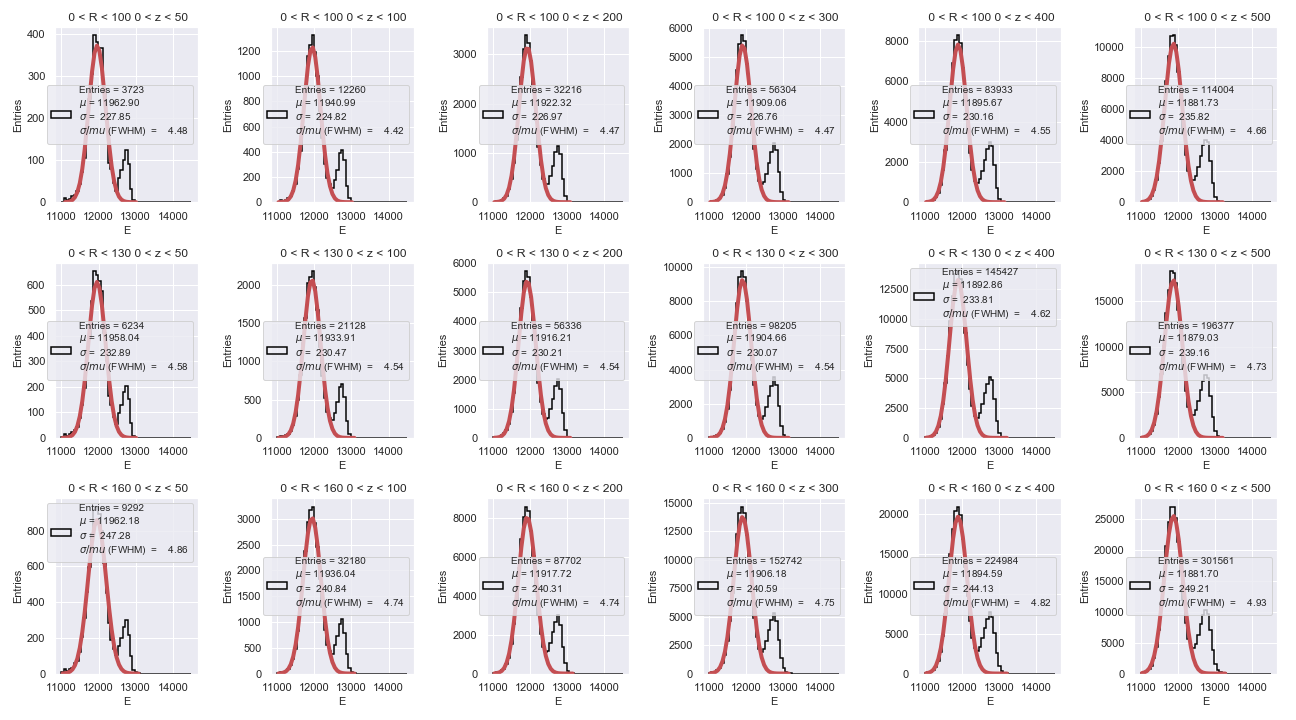 0 < R < 100 0 < z < 50
Entries
400
300
200
100
0
Entries = 3723
μ = 11962.90
σ = 227.85
σ/mu (FWHM) = 4.48
11000 12000 13000 14000
E
0 < R < 100 0 < z < 100
Entries
1200
1000
800
600
400
200
0
Entries = 12260
μ = 11940.99
σ = 224.82
σ/mu (FWHM) = 4.42
11000 12000 13000 14000
E
0 < R < 100 0 < z < 200
Entries
3000
2000
1000
0
Entries = 32216
μ = 11922.32
σ = 226.97
σ/mu (FWHM) = 4.47
11000 12000 13000 14000
E
0 < R < 100 0 < z < 300
Entries
6000
5000
4000
3000
2000
1000
0
Entries = 56304
μ = 11909.06
σ = 226.76
σ/mu (FWHM) = 4.47
11000 12000 13000 14000
E
0 < R < 100 0 < z < 400
Entries
8000
6000
4000
2000
0
Entries = 83933
μ = 11895.67
σ = 230.16
σ/mu (FWHM) = 4.55
11000 12000 13000 14000
E
0 < R < 100 0 < z < 500
Entries
10000
8000
6000
4000
2000
0
Entries = 114004
μ = 11881.73
σ = 235.82
σ/mu (FWHM) = 4.66
11000 12000 13000 14000
E
0 < R < 130 0 < z < 50
Entries
600
500
400
300
200
100
0
Entries = 6234
μ = 11958.04
σ = 232.89
σ/mu (FWHM) = 4.58
11000 12000 13000 14000
E
0 < R < 130 0 < z < 100
Entries
2000
1500
1000
500
0
Entries = 21128
μ = 11933.91
σ = 230.47
σ/mu (FWHM) = 4.54
11000 12000 13000 14000
E
0 < R < 130 0 < z < 200
Entries
6000
5000
4000
3000
2000
1000
0
Entries = 56336
μ = 11916.21
σ = 230.21
σ/mu (FWHM) = 4.54
11000 12000 13000 14000
E
0 < R < 130 0 < z < 300
Entries
10000
8000
6000
4000
2000
0
Entries = 98205
μ = 11904.66
σ = 230.07
σ/mu (FWHM) = 4.54
11000 12000 13000 14000
E
0 < R < 130 0 < z < 400
Entries
12500
10000
7500
5000
2500
0
Entries = 145427
μ = 11892.86
σ = 233.81
σ/mu (FWHM) = 4.62
11000 12000 13000 14000
E
0 < R < 130 0 < z < 500
Entries
15000
10000
5000
0
Entries = 196377
μ = 11879.03
σ = 239.16
σ/mu (FWHM) = 4.73
11000 12000 13000 14000
E
0 < R < 160 0 < z < 50
Entries
800
600
400
200
0
Entries = 9292
μ = 11962.18
σ = 247.28
σ/mu (FWHM) = 4.86
11000 12000 13000 14000
E
0 < R < 160 0 < z < 100
Entries
3000
2500
2000
1500
1000
500
0
Entries = 32180
μ = 11936.04
σ = 240.84
σ/mu (FWHM) = 4.74
11000 12000 13000 14000
E
0 < R < 160 0 < z < 200
Entries
8000
6000
4000
2000
0
Entries = 87702
μ = 11917.72
σ = 240.31
σ/mu (FWHM) = 4.74
11000 12000 13000 14000
E
0 < R < 160 0 < z < 300
Entries
15000
12500
10000
7500
5000
2500
0
Entries = 152742
μ = 11906.18
σ = 240.59
σ/mu (FWHM) = 4.75
11000 12000 13000 14000
E
0 < R < 160 0 < z < 400
Entries
20000
15000
10000
5000
0
Entries = 224984
μ = 11894.59
σ = 244.13
σ/mu (FWHM) = 4.82
11000 12000 13000 14000
E
0 < R < 160 0 < z < 500
Entries
25000
20000
15000
10000
5000
0
Entries = 301561
μ = 11881.70
σ = 249.21
σ/mu (FWHM) = 4.93
11000 12000 13000 14000
E